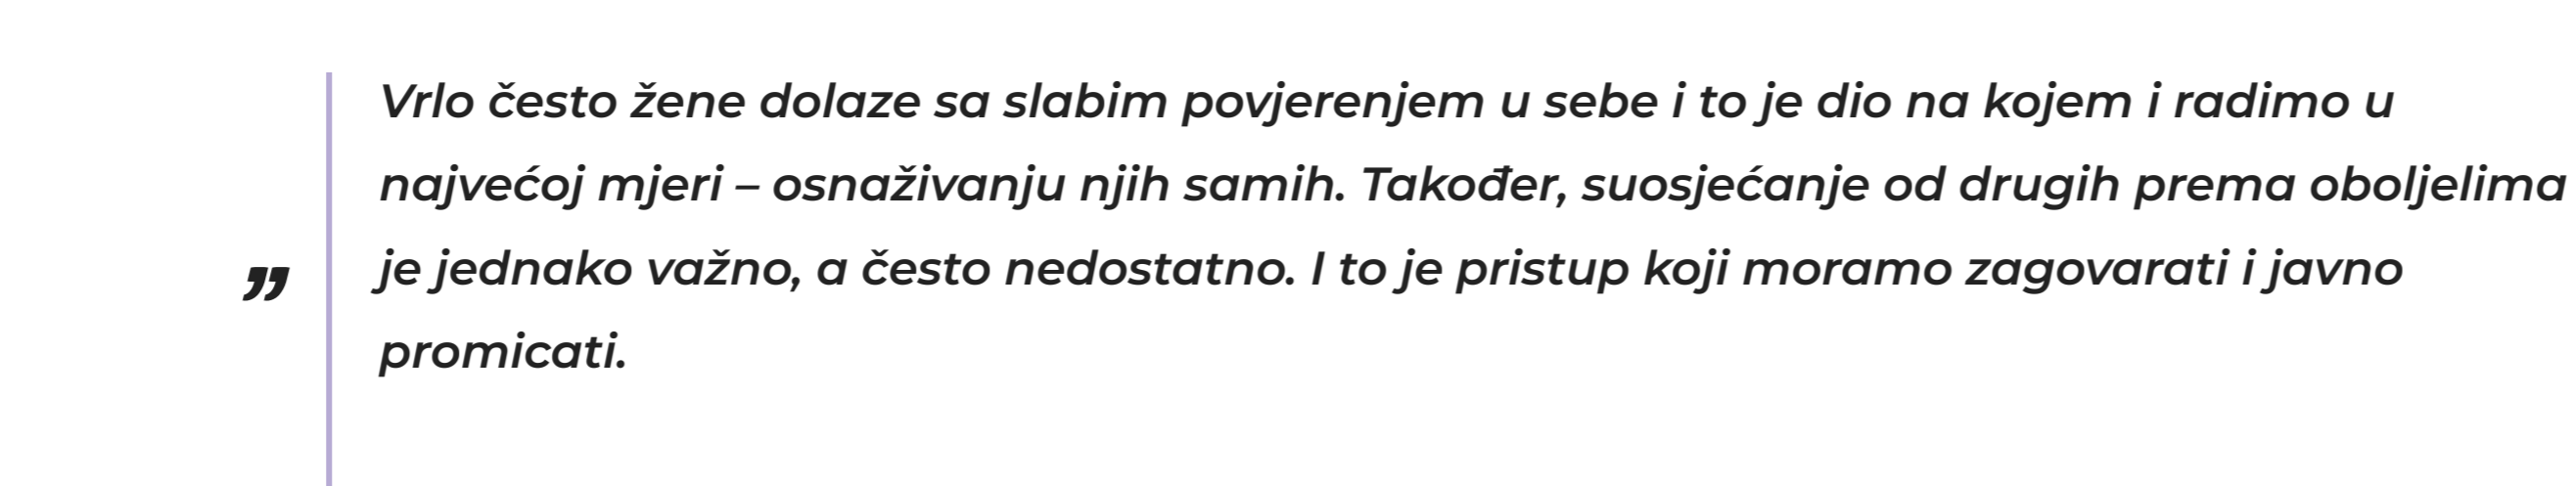 Vrlo često žene dolaze sa slabim povjerenjem u sebe i to je dio na kojem i radimo u
najvećoj mjeri – osnaživanju njih samih. Također, suosjećanje od drugih prema oboljelima
je jednako važno, a često nedostatno. I to je pristup koji moramo zagovarati i javno
”
promicati.